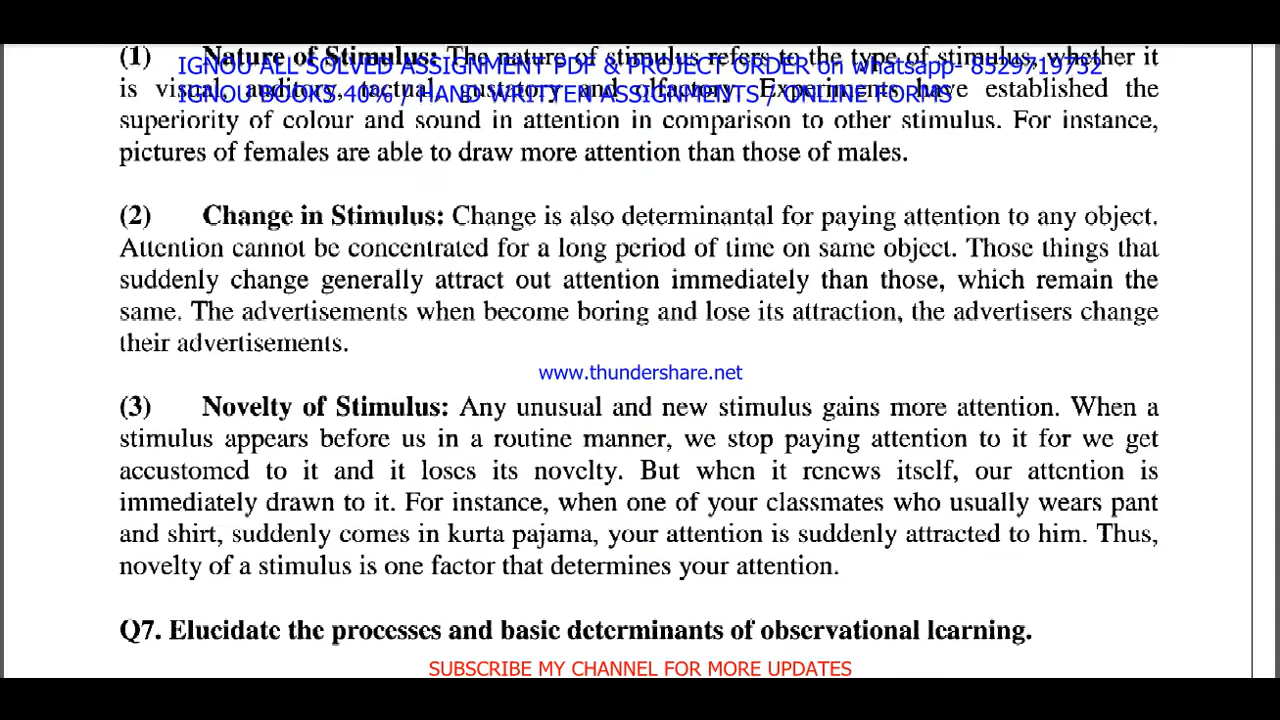 (1) Nature of Stimulus: The nature of stimulus refers to the type of stimulus, whether it
IGNOU ALL SOLVED ASSIGNMENT PDF & PROJECT ORDER on whatsapp- 8529719732
is visual, auditory, tactual, gustatory and olfactory. Experiments have established the
IGNOU BOOKS 40% / HAND WRITTEN ASSIGNMENTS / ONLINE FORMS
superiority of colour and sound in attention in comparison to other stimulus. For instance,
pictures of females are able to draw more attention than those of males.
(2) Change in Stimulus: Change is also determinantal for paying attention to any object.
Attention cannot be concentrated for a long period of time on same object. Those things that
suddenly change generally attract out attention immediately than those, which remain the
same. The advertisements when become boring and lose its attraction, the advertisers change
their advertisements.
www.thundershare.net
(3) Novelty of Stimulus: Any unusual and new stimulus gains more attention. When a
stimulus appears before us in a routine manner, we stop paying attention to it for we get
accustomed to it and it loses its novelty. But when it renews itself, our attention is
immediately drawn to it. For instance, when one of your classmates who usually wears pant
and shirt, suddenly comes in kurta pajama, your attention is suddenly attracted to him. Thus,
novelty of a stimulus is one factor that determines your attention.
Q7. Elucidate the processes and basic determinants of observational learning.
SUBSCRIBE MY CHANNEL FOR MORE UPDATES